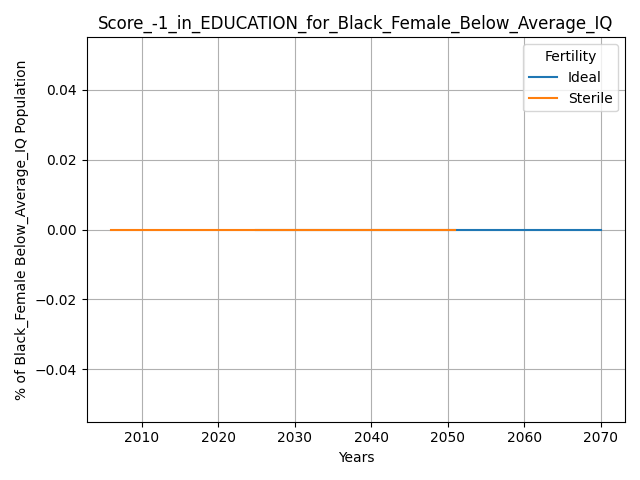 Score_-1_in_EDUCATION_for_Black_Female_Below_Average_IQ
Fertility
Ideal
Sterile
% of Black_Female Below_Average_IQ Population
0.04
0.02
0.00
−0.02
−0.04
2010 2020 2030 2040 2050 2060 2070
Years